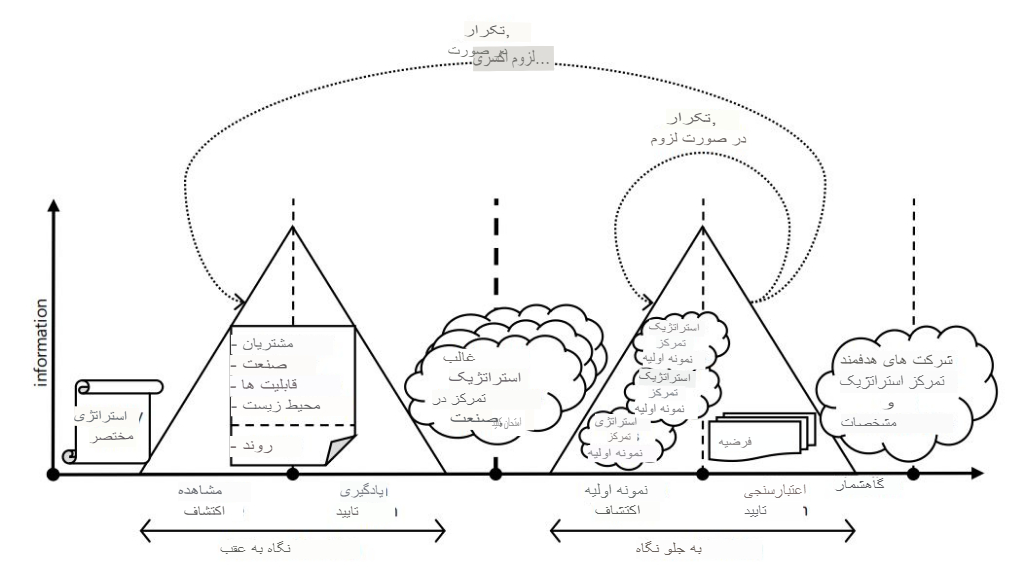 تکرار,
در صورت
لزوم اکسری...
تکرار,
در صورت لزوم
information
استراتژی /
مختصر
- مشتریان
- صنعت
- قابلیت ها
- محیط زیست
- روند
غالب
استراتژیک
تمرکز در
صنعت
استراتژیک
تمرکز
نمونه اولیه
استراتژیک
تمرکز
نمونه اولیه
استراتژی
تمرکز
نمونه اولیه
فرضیه
شرکت های هدفمند
تمرکز استراتژیک
و
مشخصات
مشاهده
اکتشاف
یادگیری
تایید
نمونه اولیه
اکتشاف
اعتبارسنجی
تایید
گاهشمار
نگاه به عقب
به جلو نگاه